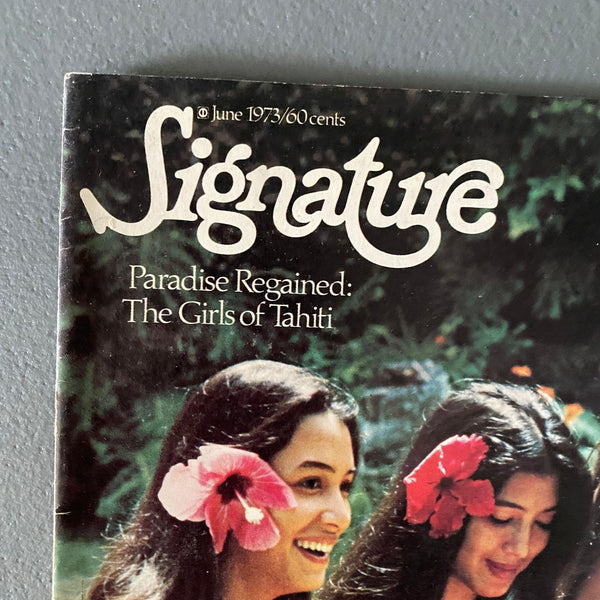 June 1973/60 cents
Signature
Paradise Regained:
The Girls of Tahiti